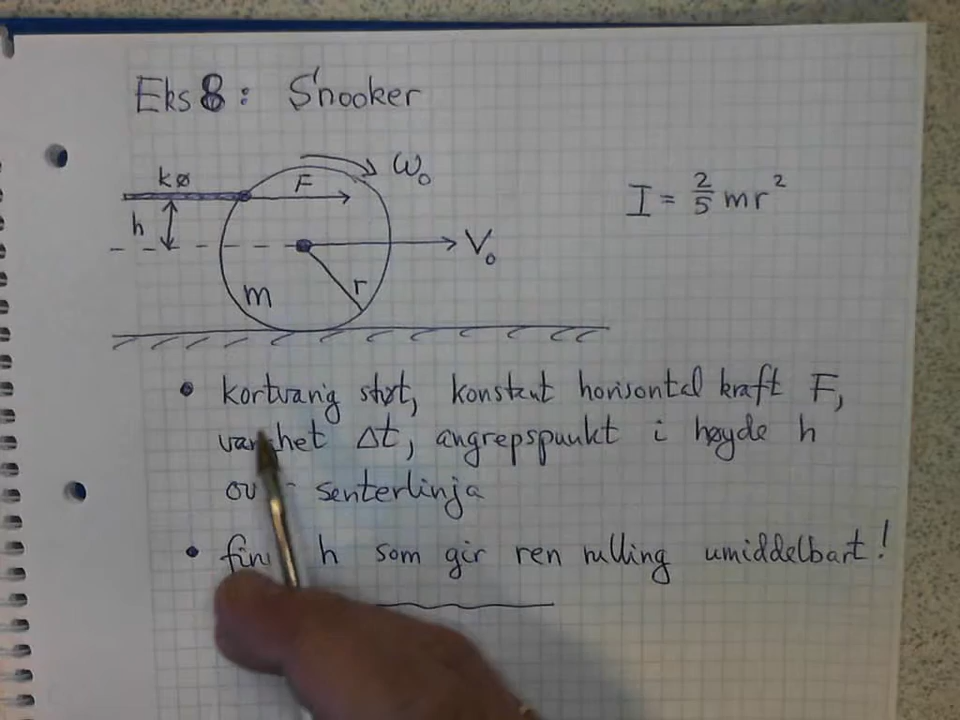 Eks 8: Snooker
kø
F
ω₀
h
V₀
m
r
I = 2/5 mr²
• kortvarig støt, konstant horisontal kraft F,
Δt, angrepspunkt i høyde h
senterlinja
• h som gir ren rulling umiddelbart!